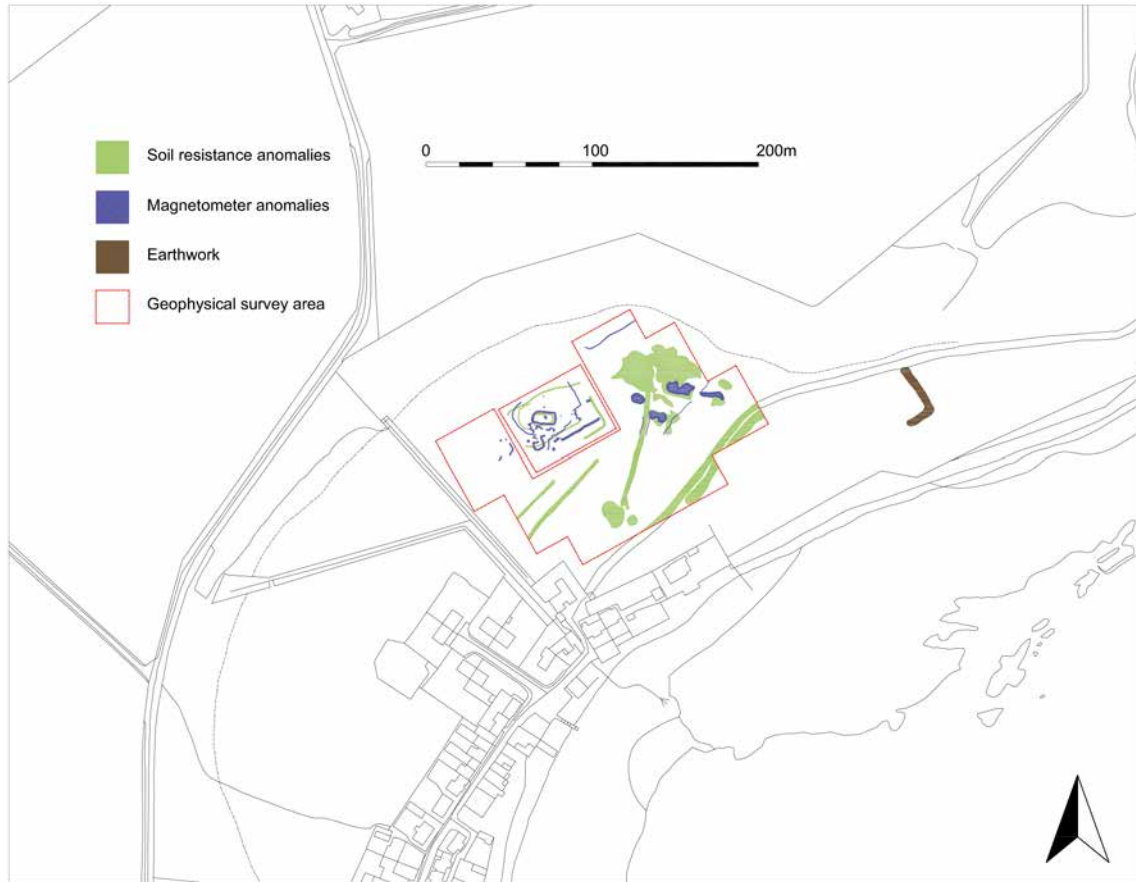 0 100 200m
Soil resistance anomalies
Magnetometer anomalies
Earthwork
Geophysical survey area